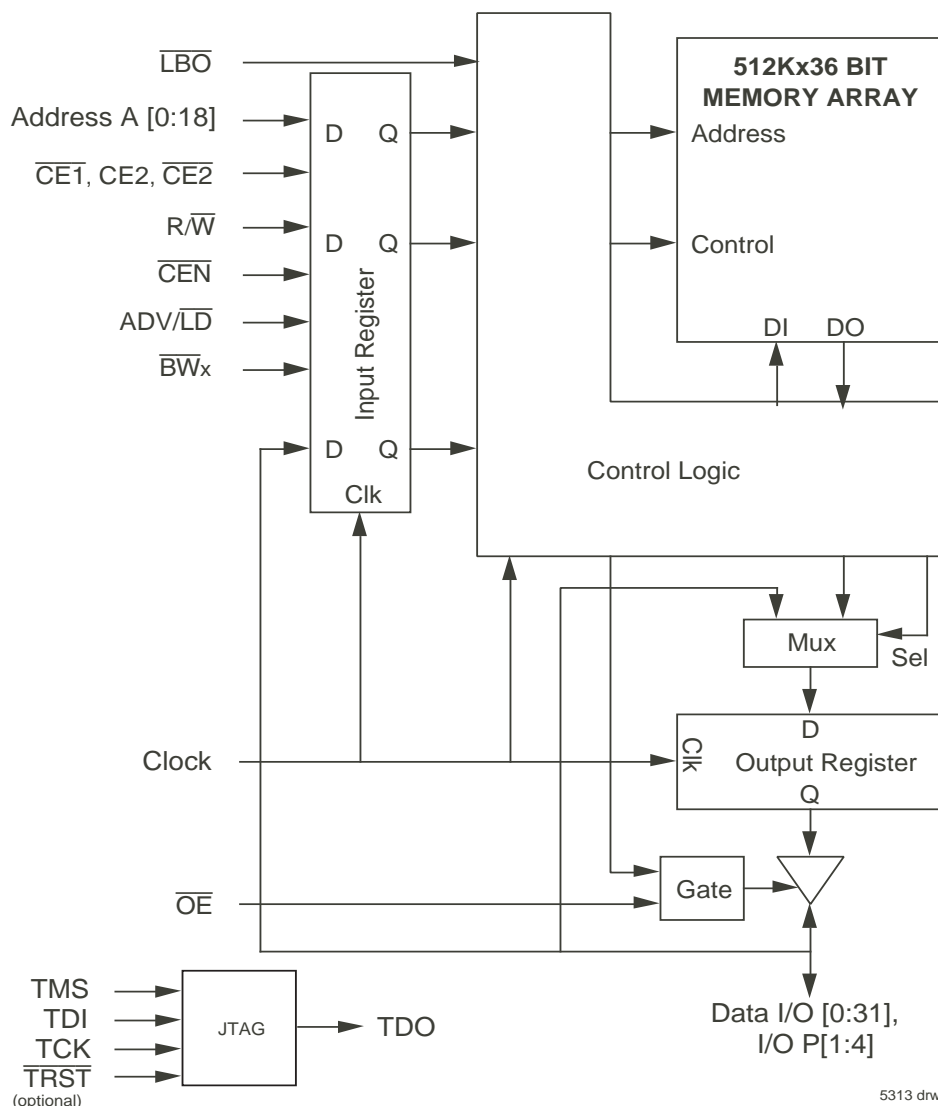 LBO
512Kx36 BIT
MEMORY ARRAY
Address A [0:18]
D Q
Address
CE1, CE2, CE2
R/W
D Q
Control
CEN
Input Register
ADV/LD
DI DO
BWx
D Q
Control Logic
Clk
Mux
Sel
D
Clock
Clk
Output Register
Q
Gate
OE
TMS
TDI
TCK
TRST
(optional)
JTAG
TDO
Data I/O [0:31],
I/O P[1:4]
5313 drw